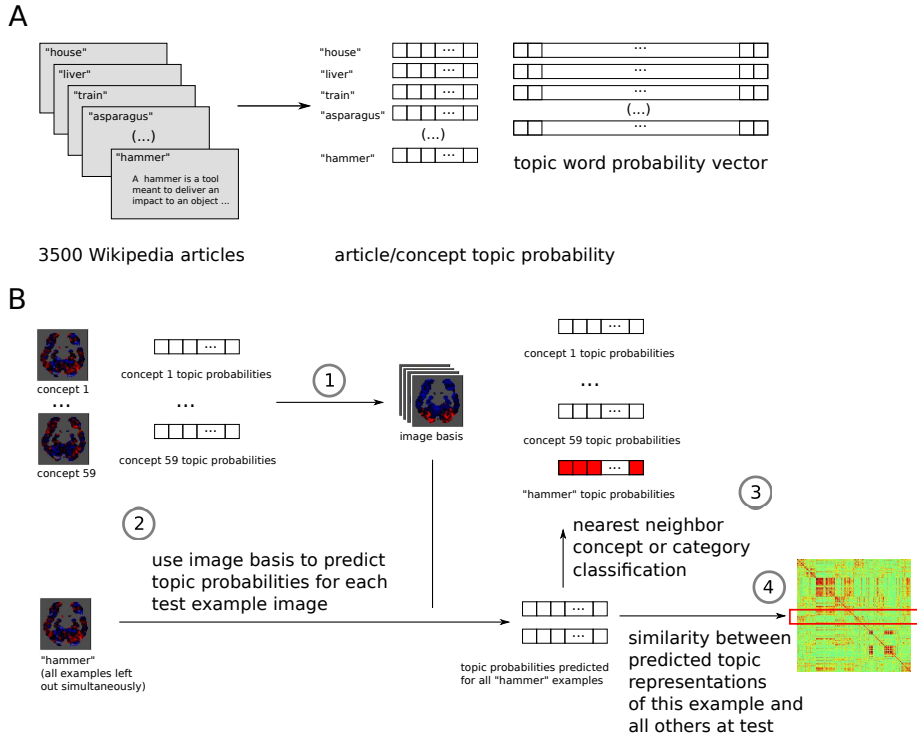 A
"house"
"liver"
"train"
"asparagus"
(...)
"hammer"
A hammer is a tool
meant to deliver an
impact to an object ...
3500 Wikipedia articles
"house"
...
"liver"
...
"train"
...
"asparagus"
...
(...)
"hammer"
...
article/concept topic probability
...
...
...
(...)
...
topic word probability vector
B
concept 1
...
concept 59
...
concept 1 topic probabilities
...
...
concept 59 topic probabilities
1
image basis
2
use image basis to predict
topic probabilities for each
test example image
"hammer"
(all examples left
out simultaneously)
...
concept 1 topic probabilities
...
...
concept 59 topic probabilities
...
"hammer" topic probabilities
3
nearest neighbor
concept or category
classification
...
...
topic probabilities predicted
for all "hammer" examples
4
similarity between
predicted topic
representations
of this example and
all others at test